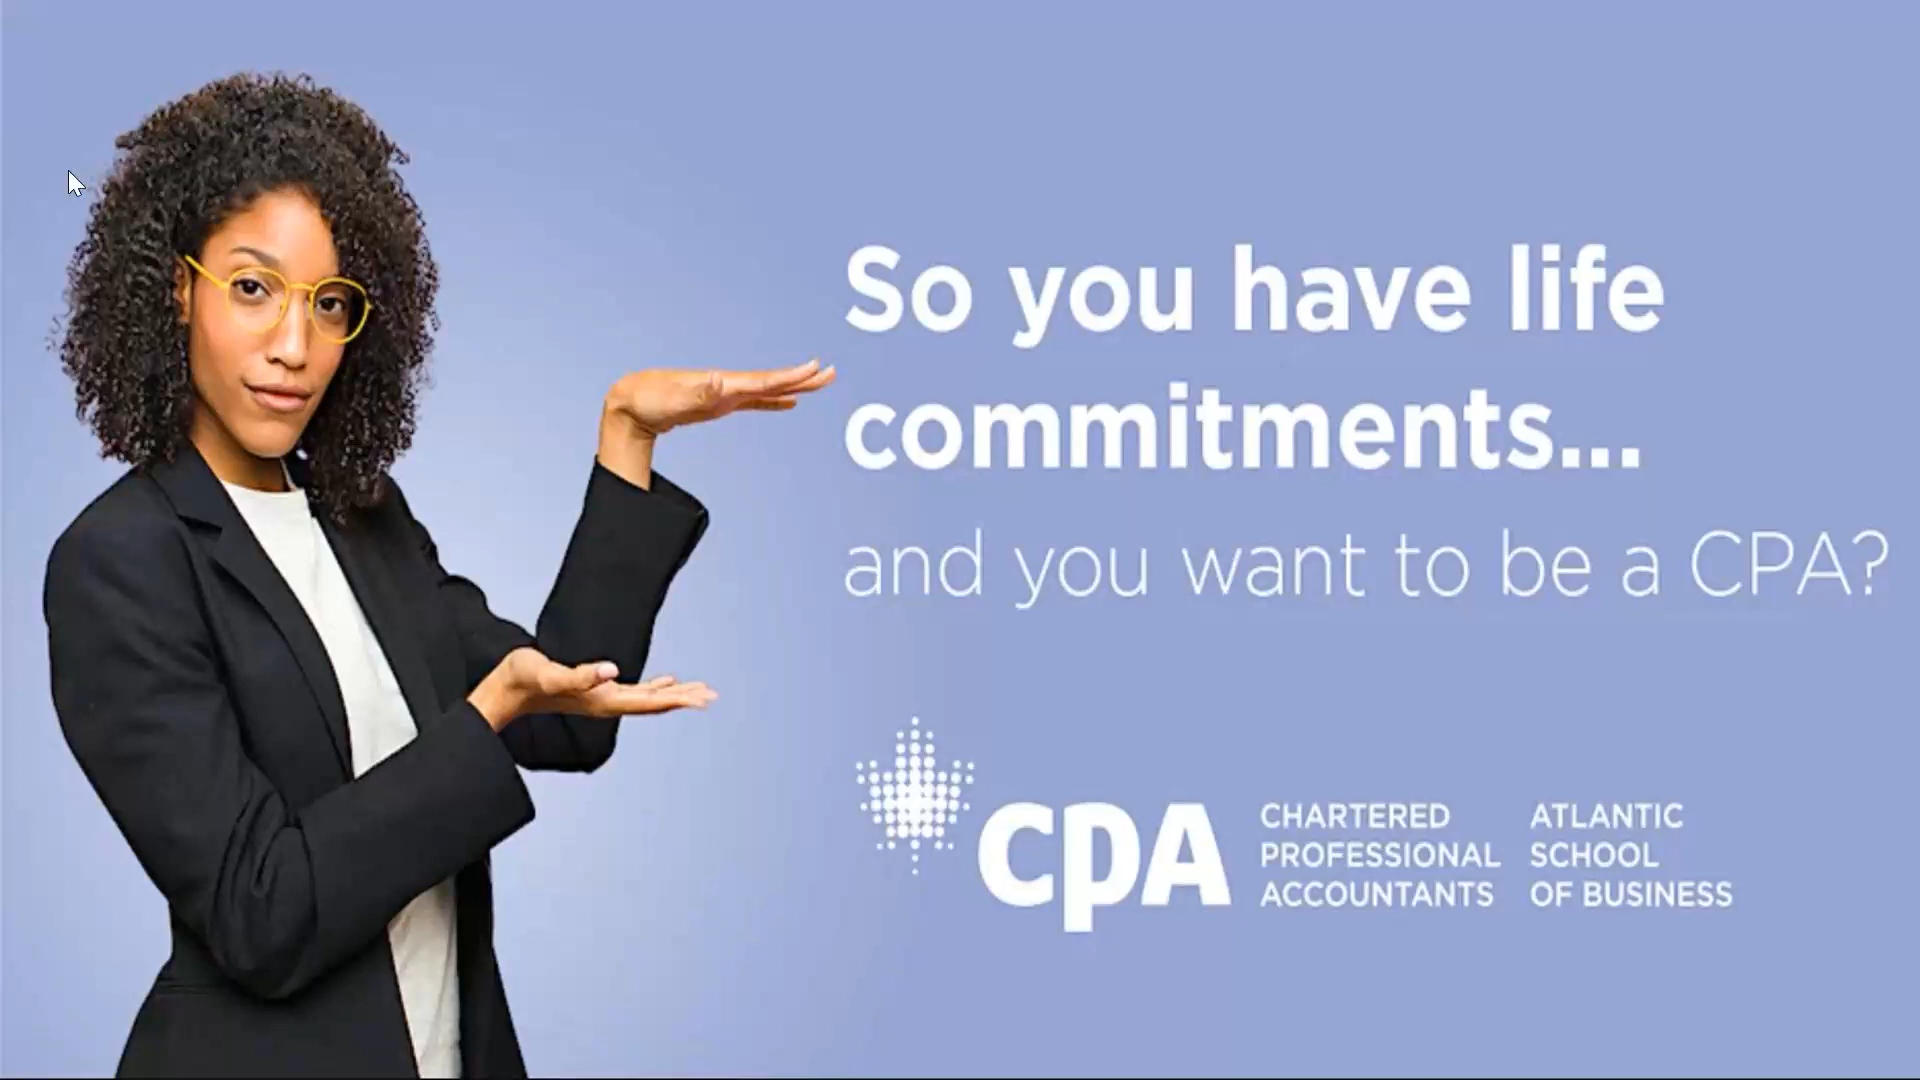 So you have life
commitments...
and you want to be a CPA?
CPA
CHARTERED
PROFESSIONAL
ACCOUNTANTS
ATLANTIC
SCHOOL
OF BUSINESS